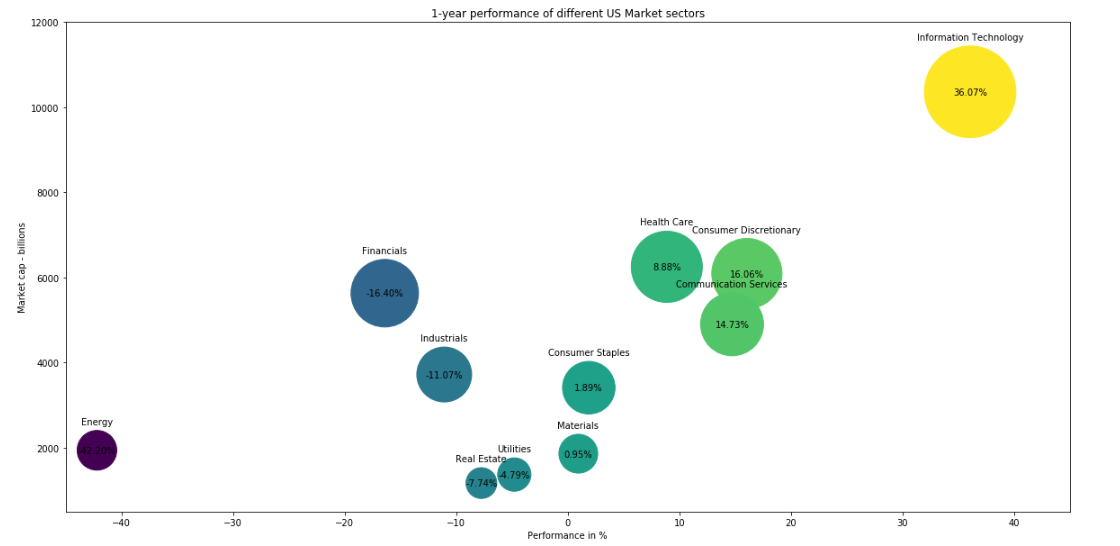 1-year performance of different US Market sectors
12000
Information Technology
36.07%
10000
8000
Health Care
Consumer Discretionary
Financials
8.88%
16.06%
6000
Communication Services
-16.40%
14.73%
Market cap - billions
Industrials
4000
Consumer Staples
-11.07%
1.89%
Energy
Materials
2000
-42.20%
Utilities
0.95%
Real Estate
-4.79%
-7.74%
−40
−30
−20
−10
0
10
20
30
40
Performance in %